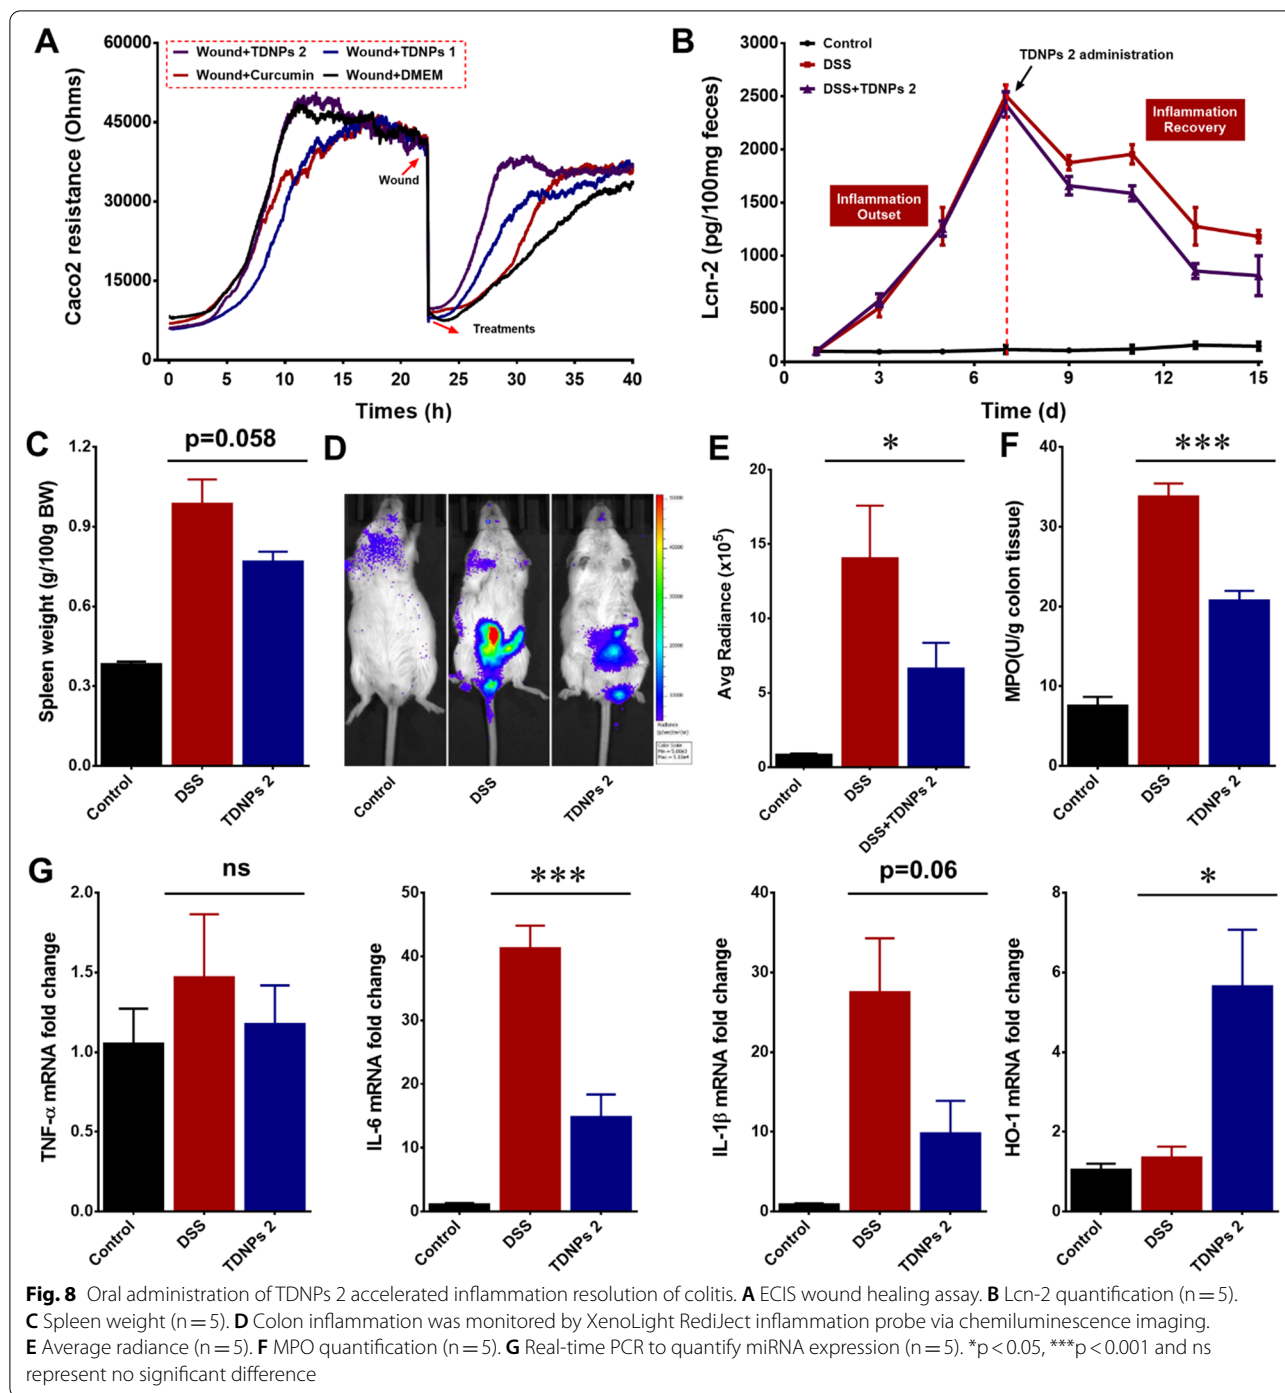 A
60000
45000
30000
15000
0
Caco2 resistance (Ohms)
Wound+TDNPs 2 Wound+TDNPs 1
Wound+Curcumin Wound+DMEM
Wound
Treatments
0 5 10 15 20 25 30 35 40
Times (h)
B
3000
2500
2000
1500
1000
500
0
Lcn-2 (pg/100mg feces)
Control
DSS
DSS+TDNPs 2
TDNPs 2 administration
Inflammation
Recovery
Inflammation
Outset
0 3 6 9 12 15
Time (d)
C
p=0.058
1.2
0.9
0.6
0.3
0.0
Spleen weight (g/100g BW)
Control DSS TDNPs 2
D
50000
40000
30000
20000
10000
Radiance
Color Scale
Control DSS TDNPs 2
E
*
20
15
10
5
0
Avg Radiance (x10⁵)
Control DSS DSS+TDNPs 2
F
***
40
30
20
10
0
MPO(U/g colon tissue)
Control DSS TDNPs 2
G
ns
2.0
1.5
1.0
0.5
0.0
TNF-α mRNA fold change
Control DSS TDNPs 2
***
50
40
30
20
10
0
IL-6 mRNA fold change
Control DSS TDNPs 2
p=0.06
40
30
20
10
0
IL-1β mRNA fold change
Control DSS TDNPs 2
*
8
6
4
2
0
HO-1 mRNA fold change
Control DSS TDNPs 2
Fig. 8 Oral administration of TDNPs 2 accelerated inflammation resolution of colitis. A ECIS wound healing assay. B Lcn-2 quantification (n = 5).
C Spleen weight (n = 5). D Colon inflammation was monitored by XenoLight RediJect inflammation probe via chemiluminescence imaging.
E Average radiance (n = 5). F MPO quantification (n = 5). G Real-time PCR to quantify miRNA expression (n = 5). *p < 0.05, ***p < 0.001 and ns
represent no significant difference